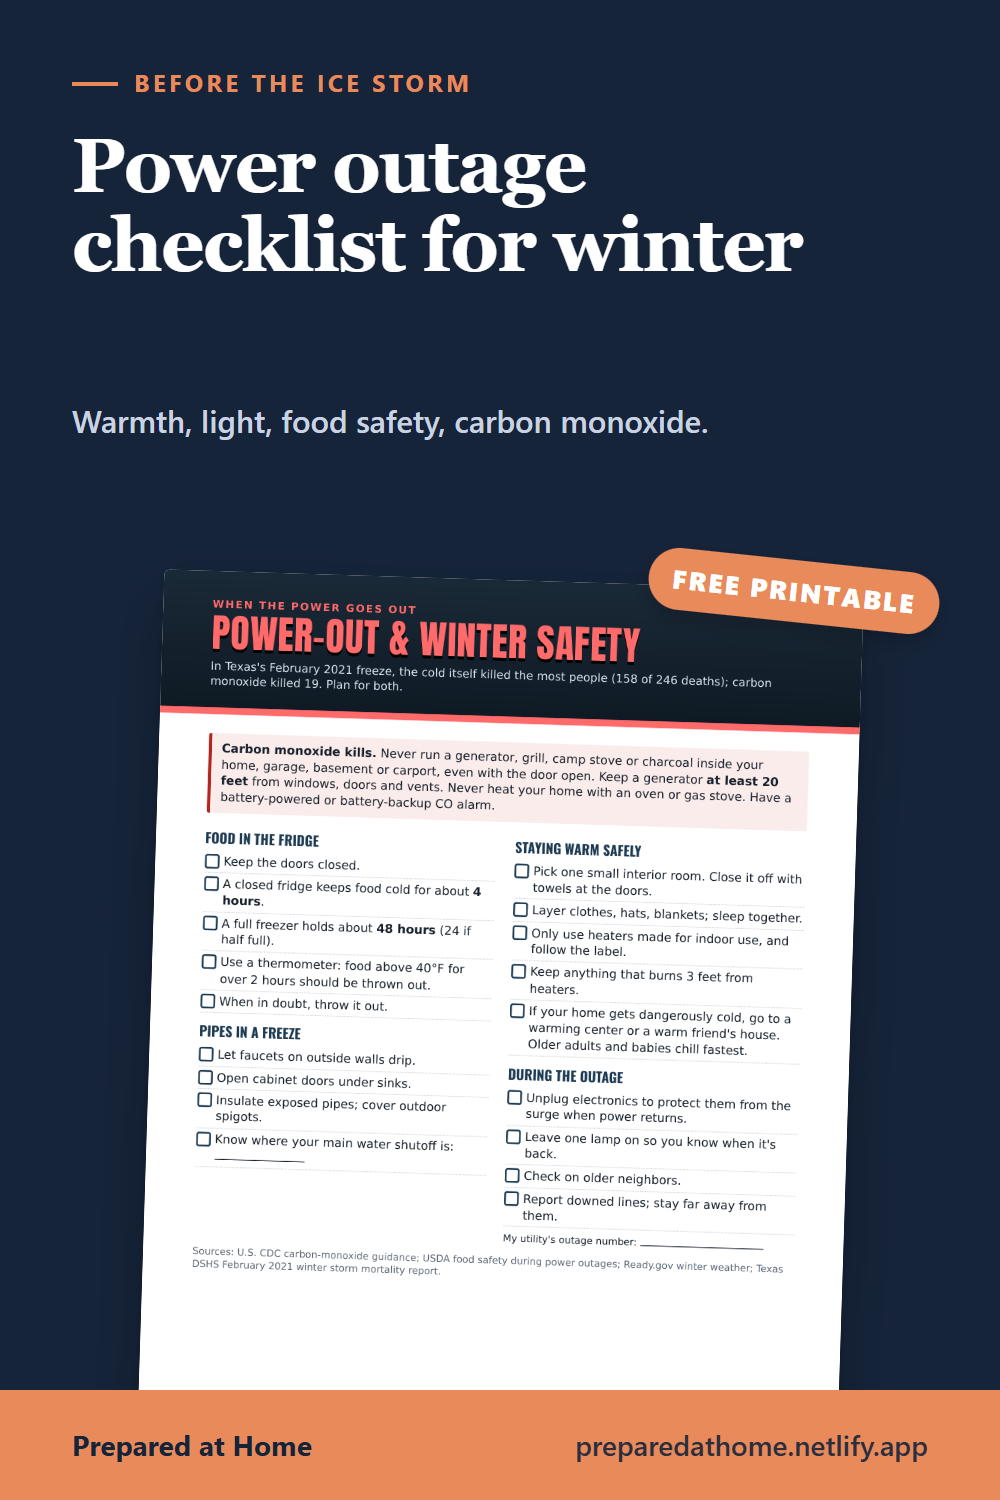 BEFORE THE ICE STORM
Power outage
checklist for winter
Warmth, light, food safety, carbon monoxide.
FREE PRINTABLE
WHEN THE POWER GOES OUT
POWER-OUT & WINTER SAFETY
In Texas's February 2021 freeze, the cold itself killed the most people (158 of 246 deaths); carbon
monoxide killed 19. Plan for both.
Carbon monoxide kills. Never run a generator, grill, camp stove or charcoal inside your
home, garage, basement or carport, even with the door open. Keep a generator at least 20
feet from windows, doors and vents. Never heat your home with an oven or gas stove. Have a
battery-powered or battery-backup CO alarm.
FOOD IN THE FRIDGE
Keep the doors closed.
A closed fridge keeps food cold for about 4
hours.
A full freezer holds about 48 hours (24 if
half full).
Use a thermometer: food above 40°F for
over 2 hours should be thrown out.
When in doubt, throw it out.
PIPES IN A FREEZE
Let faucets on outside walls drip.
Open cabinet doors under sinks.
Insulate exposed pipes; cover outdoor
spigots.
Know where your main water shutoff is:
STAYING WARM SAFELY
Pick one small interior room. Close it off with
towels at the doors.
Layer clothes, hats, blankets; sleep together.
Only use heaters made for indoor use, and
follow the label.
Keep anything that burns 3 feet from
heaters.
If your home gets dangerously cold, go to a
warming center or a warm friend's house.
Older adults and babies chill fastest.
DURING THE OUTAGE
Unplug electronics to protect them from the
surge when power returns.
Leave one lamp on so you know when it's
back.
Check on older neighbors.
Report downed lines; stay far away from
them.
My utility's outage number:
Sources: U.S. CDC carbon-monoxide guidance; USDA food safety during power outages; Ready.gov winter weather; Texas
DSHS February 2021 winter storm mortality report.
Prepared at Home
preparedathome.netlify.app